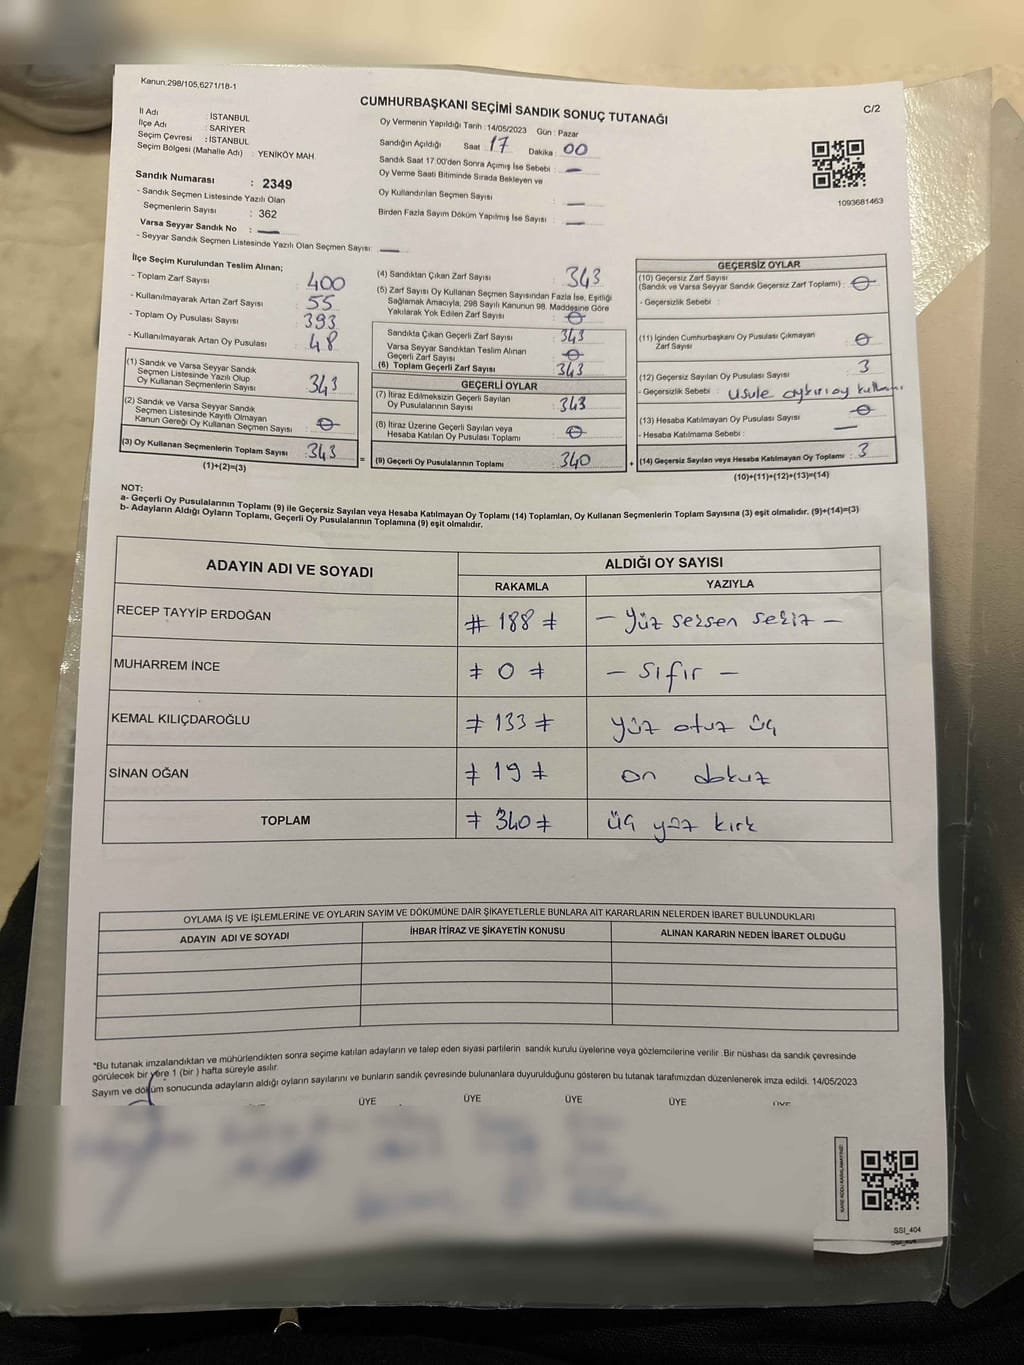 Kanun:298/105,6271/18-1
CUMHURBAŞKANI SEÇİMİ SANDIK SONUÇ TUTANAĞI
C/2
İl Adı : İSTANBUL
İlçe Adı : SARIYER
Seçim Çevresi : İSTANBUL
Seçim Bölgesi (Mahalle Adı) : YENİKÖY MAH
Oy Vermenin Yapıldığı Tarih :14/05/2023 Gün : Pazar
Sandığın Açıldığı Saat : 17 Dakika : 00
Sandık Saat 17.00'den Sonra Açımış İse Sebebi : —
Oy Verme Saati Bitiminde Sırada Bekleyen ve
Oy Kullandırılan Seçmen Sayısı : —
Birden Fazla Sayım Döküm Yapılmış İse Sayısı : —
1093681463
Sandık Numarası : 2349
- Sandık Seçmen Listesinde Yazılı Olan
Seçmenlerin Sayısı : 362
Varsa Seyyar Sandık No : —
- Seyyar Sandık Seçmen Listesinde Yazılı Olan Seçmen Sayısı: —
İlçe Seçim Kurulundan Teslim Alınan;
- Toplam Zarf Sayısı 400
- Kullanılmayarak Artan Zarf Sayısı 55
- Toplam Oy Pusulası Sayısı 393
- Kullanılmayarak Artan Oy Pusulası 48
(1) Sandık ve Varsa Seyyar Sandık
Seçmen Listesinde Yazılı Olup
Oy Kullanan Seçmenlerin Sayısı 343
(2) Sandık ve Varsa Seyyar Sandık
Seçmen Listesinde Kayıtlı Olmayan
Kanun Gereği Oy Kullanan Seçmen Sayısı 0
(3) Oy Kullanan Seçmenlerin Toplam Sayısı 343
(1)+(2)=(3)
(4) Sandıktan Çıkan Zarf Sayısı 343
(5) Zarf Sayısı Oy Kullanan Seçmen Sayısından Fazla İse, Eşitliği
Sağlamak Amacıyla, 298 Sayılı Kanunun 98. Maddesine Göre
Yakılarak Yok Edilen Zarf Sayısı : 0
Sandıkta Çıkan Geçerli Zarf Sayısı : 343
Varsa Seyyar Sandıktan Teslim Alınan
Geçerli Zarf Sayısı : 0
(6) Toplam Geçerli Zarf Sayısı : 343
GEÇERLİ OYLAR
(7) İtiraz Edilmeksizin Geçerli Sayılan
Oy Pusulalarının Sayısı : 343
(8) İtiraz Üzerine Geçerli Sayılan veya
Hesaba Katılan Oy Pusulası Toplamı : 0
= (9) Geçerli Oy Pusulalarının Toplamı : 340
GEÇERSİZ OYLAR
(10) Geçersiz Zarf Sayısı
(Sandık ve Varsa Seyyar Sandık Geçersiz Zarf Toplamı) : 0
- Geçersizlik Sebebi :
(11) İçinden Cumhurbaşkanı Oy Pusulası Çıkmayan
Zarf Sayısı : 0
(12) Geçersiz Sayılan Oy Pusulası Sayısı : 3
- Geçersizlik Sebebi : usule aykırı oy kullanımı
(13) Hesaba Katılmayan Oy Pusulası Sayısı : 0
- Hesaba Katılmama Sebebi : —
+ (14) Geçersiz Sayılan veya Hesaba Katılmayan Oy Toplamı : 3
(10)+(11)+(12)+(13)=(14)
NOT:
a- Geçerli Oy Pusulalarının Toplamı (9) ile Geçersiz Sayılan veya Hesaba Katılmayan Oy Toplamı (14) Toplamları, Oy Kullanan Seçmenlerin Toplam Sayısına (3) eşit olmalıdır. (9)+(14)=(3)
b- Adayların Aldığı Oyların Toplamı, Geçerli Oy Pusulalarının Toplamına (9) eşit olmalıdır.
ADAYIN ADI VE SOYADI ALDIĞI OY SAYISI
RAKAMLA YAZIYLA
RECEP TAYYİP ERDOĞAN # 188 # - Yüz seksen sekiz -
MUHARREM İNCE # 0 # - Sıfır -
KEMAL KILIÇDAROĞLU # 133 # yüz otuz üç
SİNAN OĞAN # 19 # on dokuz
TOPLAM # 340 # üç yüz kırk
OYLAMA İŞ VE İŞLEMLERİNE VE OYLARIN SAYIM VE DÖKÜMÜNE DAİR ŞİKAYETLERLE BUNLARA AİT KARARLARIN NELERDEN İBARET BULUNDUKLARI
ADAYIN ADI VE SOYADI İHBAR İTİRAZ VE ŞİKAYETİN KONUSU ALINAN KARARIN NEDEN İBARET OLDUĞU
*Bu tutanak imzalandıktan ve mühürlendikten sonra seçime katılan adayların ve talep eden siyasi partilerin sandık kurulu üyelerine veya gözlemcilerine verilir .Bir nüshası da sandık çevresinde
görülecek bir yere 1 (bir ) hafta süreyle asılır.
Sayım ve döküm sonucunda adayların aldığı oyların sayılarını ve bunların sandık çevresinde bulunanlara duyurulduğunu gösteren bu tutanak tarafımızdan düzenlenerek imza edildi. 14/05/2023
ÜYE ÜYE ÜYE ÜYE
KARE KODU KARALAMAYINIZ!
SSI_404